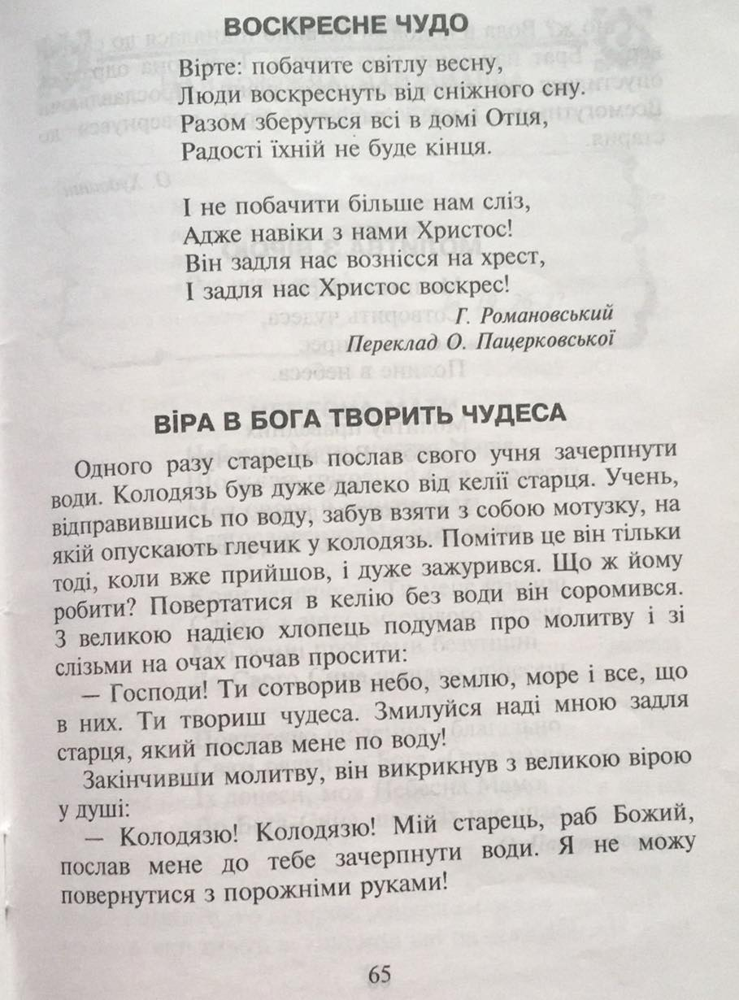 ВОСКРЕСНЕ ЧУДО
Вірте: побачите світлу весну,
Люди воскреснуть від сніжного сну.
Разом зберуться всі в домі Отця,
Радості їхній не буде кінця.
І не побачити більше нам сліз,
Адже навіки з нами Христос!
Він задля нас вознісся на хрест,
І задля нас Христос воскрес!
Г. Романовський
Переклад О. Пацерковської
ВІРА В БОГА ТВОРИТЬ ЧУДЕСА
Одного разу старець послав свого учня зачерпнути
води. Колодязь був дуже далеко від келії старця. Учень,
відправившись по воду, забув взяти з собою мотузку, на
якій опускають глечик у колодязь. Помітив це він тільки
тоді, коли вже прийшов, і дуже зажурився. Що ж йому
робити? Повертатися в келію без води він соромився.
З великою надією хлопець подумав про молитву і зі
слізьми на очах почав просити:
— Господи! Ти сотворив небо, землю, море і все, що
в них. Ти твориш чудеса. Змилуйся наді мною задля
старця, який послав мене по воду!
Закінчивши молитву, він викрикнув з великою вірою
у душі:
— Колодязю! Колодязю! Мій старець, раб Божий,
послав мене до тебе зачерпнути води. Я не можу
повернутися з порожніми руками!
65